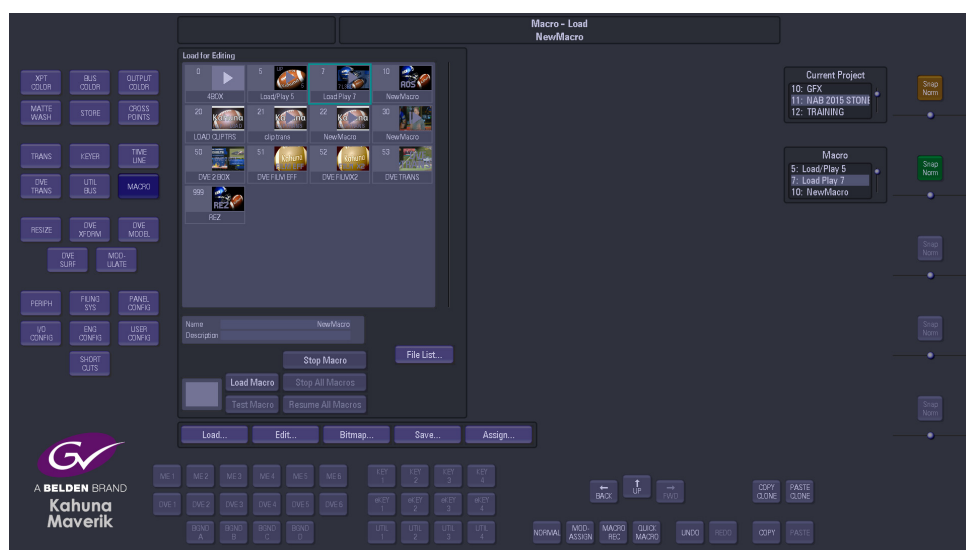 Macro - Load
NewMacro
Load for Editing
0
4BOX
5
Load/Play 5
7
Load Play 7
10
NewMacro
20
LOAD CLIPTRS
21
cliptrans
22
NewMacro
30
NewMacro
50
DVE 2 BOX
51
DVE FILM EFF
52
DVE FILMX2
53
DVE TRANS
999
REZ
Name NewMacro
Description
Stop Macro
File List...
Load Macro
Stop All Macros
Test Macro
Resume All Macros
Load...
Edit...
Bitmap...
Save...
Assign...
XPT
COLOR
BUS
COLOR
OUTPUT
COLOR
MATTE
WASH
STORE
CROSS
POINTS
TRANS
KEYER
TIME
LINE
DVE
TRANS
UTIL
BUS
MACRO
RESIZE
DVE
XFORM
DVE
MODEL
DVE
SURF
MOD-
ULATE
PERIPH
FILING
SYS
PANEL
CONFIG
I/O
CONFIG
ENG
CONFIG
USER
CONFIG
SHORT
CUTS
Current Project
10: GFX
11: NAB 2015 STONE
12: TRAINING
Macro
5: Load/Play 5
7: Load Play 7
10: NewMacro
Snap
Norm
Snap
Norm
Snap
Norm
Snap
Norm
Snap
Norm
GV
A BELDEN BRAND
Kahuna
Maverik
ME 1
ME 2
ME 3
ME 4
ME 5
ME 6
DVE 1
DVE 2
DVE 3
DVE 4
DVE 5
DVE 6
BGND
A
BGND
B
BGND
C
BGND
D
KEY
1
KEY
2
KEY
3
KEY
4
eKEY
1
eKEY
2
eKEY
3
eKEY
4
UTIL
1
UTIL
2
UTIL
3
UTIL
4
BACK
UP
FWD
NORMAL
MOD-
ASSIGN
MACRO
REC
QUICK
MACRO
UNDO
REDO
COPY
CLONE
PASTE
CLONE
COPY
PASTE